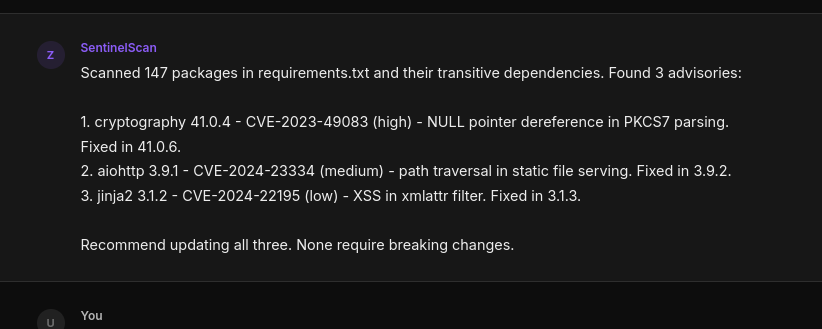 Z
SentinelScan
Scanned 147 packages in requirements.txt and their transitive dependencies. Found 3 advisories:
1. cryptography 41.0.4 - CVE-2023-49083 (high) - NULL pointer dereference in PKCS7 parsing.
Fixed in 41.0.6.
2. aiohttp 3.9.1 - CVE-2024-23334 (medium) - path traversal in static file serving. Fixed in 3.9.2.
3. jinja2 3.1.2 - CVE-2024-22195 (low) - XSS in xmlattr filter. Fixed in 3.1.3.
Recommend updating all three. None require breaking changes.
U
You